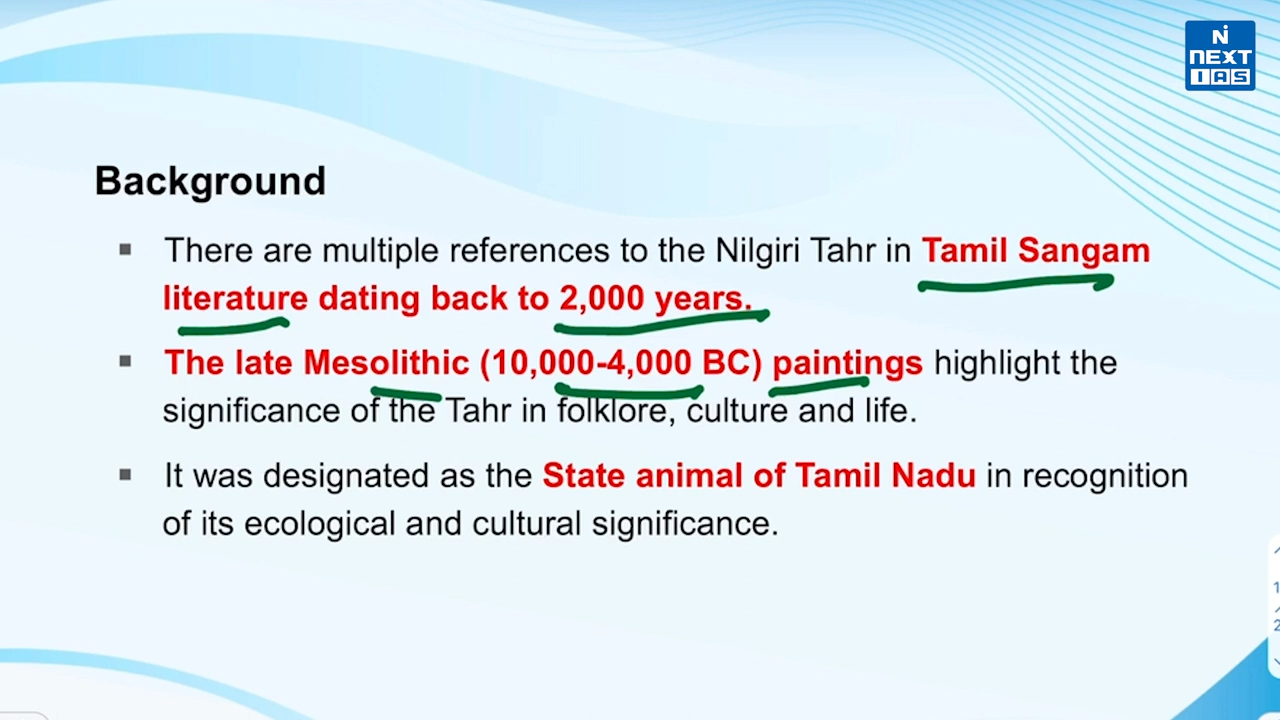 NEXT
IAS
Background
▪ There are multiple references to the Nilgiri Tahr in Tamil Sangam
literature dating back to 2,000 years.
▪ The late Mesolithic (10,000-4,000 BC) paintings highlight the
significance of the Tahr in folklore, culture and life.
▪ It was designated as the State animal of Tamil Nadu in recognition
of its ecological and cultural significance.
1
2